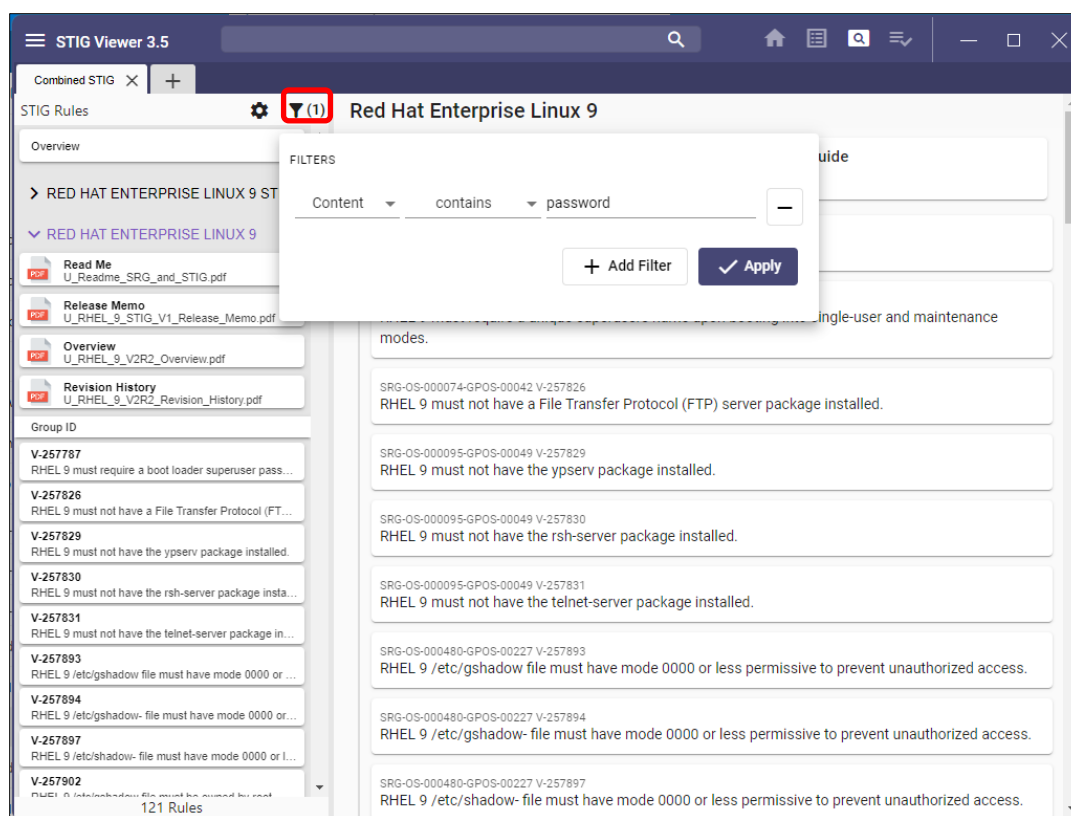 STIG Viewer 3.5
Combined STIG
STIG Rules
(1)
Overview
RED HAT ENTERPRISE LINUX 9 ST
RED HAT ENTERPRISE LINUX 9
PDF
Read Me
U_Readme_SRG_and_STIG.pdf
PDF
Release Memo
U_RHEL_9_STIG_V1_Release_Memo.pdf
PDF
Overview
U_RHEL_9_V2R2_Overview.pdf
PDF
Revision History
U_RHEL_9_V2R2_Revision_History.pdf
Group ID
V-257787
RHEL 9 must require a boot loader superuser pass...
V-257826
RHEL 9 must not have a File Transfer Protocol (FT...
V-257829
RHEL 9 must not have the ypserv package installed.
V-257830
RHEL 9 must not have the rsh-server package insta...
V-257831
RHEL 9 must not have the telnet-server package in...
V-257893
RHEL 9 /etc/gshadow file must have mode 0000 or ...
V-257894
RHEL 9 /etc/gshadow- file must have mode 0000 or...
V-257897
RHEL 9 /etc/shadow- file must have mode 0000 or l...
V-257902
121 Rules
Red Hat Enterprise Linux 9
uide
FILTERS
Content contains password
+ Add Filter
Apply
ingle-user and maintenance
modes.
SRG-OS-000074-GPOS-00042 V-257826
RHEL 9 must not have a File Transfer Protocol (FTP) server package installed.
SRG-OS-000095-GPOS-00049 V-257829
RHEL 9 must not have the ypserv package installed.
SRG-OS-000095-GPOS-00049 V-257830
RHEL 9 must not have the rsh-server package installed.
SRG-OS-000095-GPOS-00049 V-257831
RHEL 9 must not have the telnet-server package installed.
SRG-OS-000480-GPOS-00227 V-257893
RHEL 9 /etc/gshadow file must have mode 0000 or less permissive to prevent unauthorized access.
SRG-OS-000480-GPOS-00227 V-257894
RHEL 9 /etc/gshadow- file must have mode 0000 or less permissive to prevent unauthorized access.
SRG-OS-000480-GPOS-00227 V-257897
RHEL 9 /etc/shadow- file must have mode 0000 or less permissive to prevent unauthorized access.